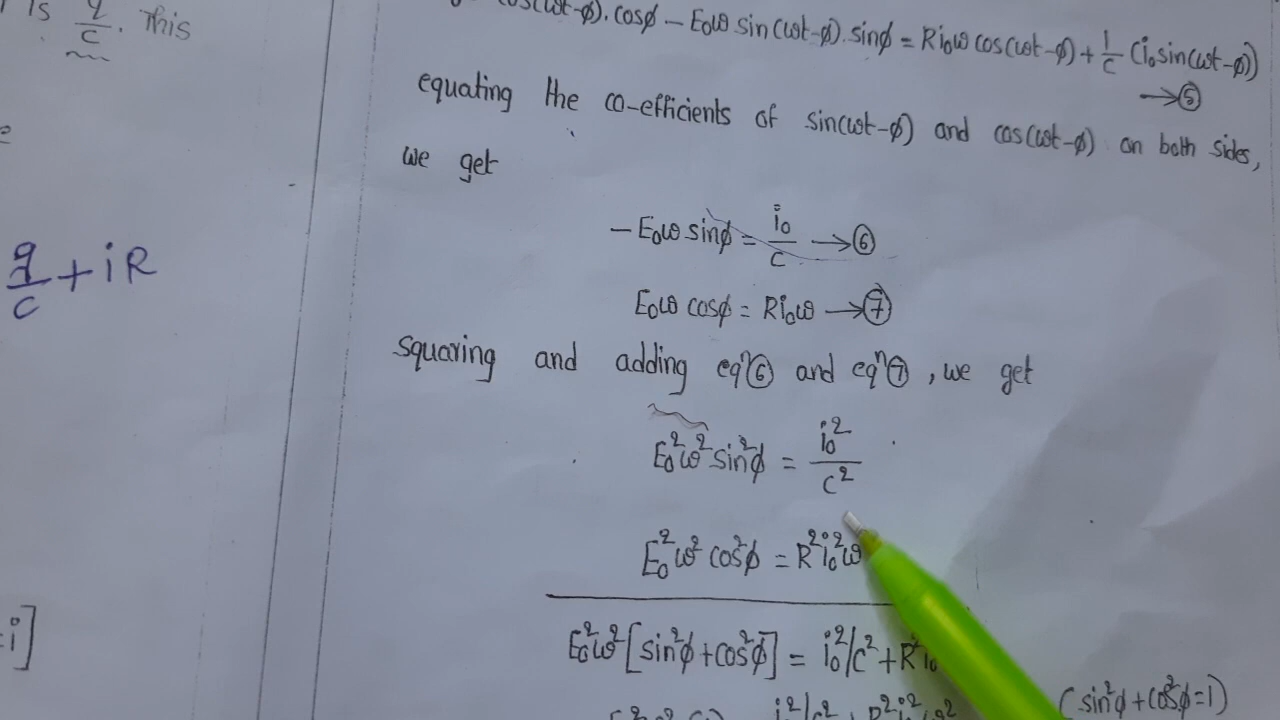 is q/c. This
q/c + iR
i]
cos(ωt-φ).cosφ - E₀ω sin(ωt-φ).sinφ = Ri₀ω cos(ωt-φ) + 1/c (i₀sin(ωt-φ))
→⑤
equating the co-efficients of sin(ωt-φ) and cos(ωt-φ) on both sides,
we get
- E₀ω sinφ = i₀/c →⑥
E₀ω cosφ = Ri₀ω →⑦
squaring and adding eqⁿ⑥ and eqⁿ⑦, we get
E₀²ω² sin²φ = i₀²/c²
E₀²ω² cos²φ = R²i₀²ω
E₀²ω² [sin²φ + cos²φ] = i₀²/c² + R²i₀
(sin²φ + cos²φ = 1)